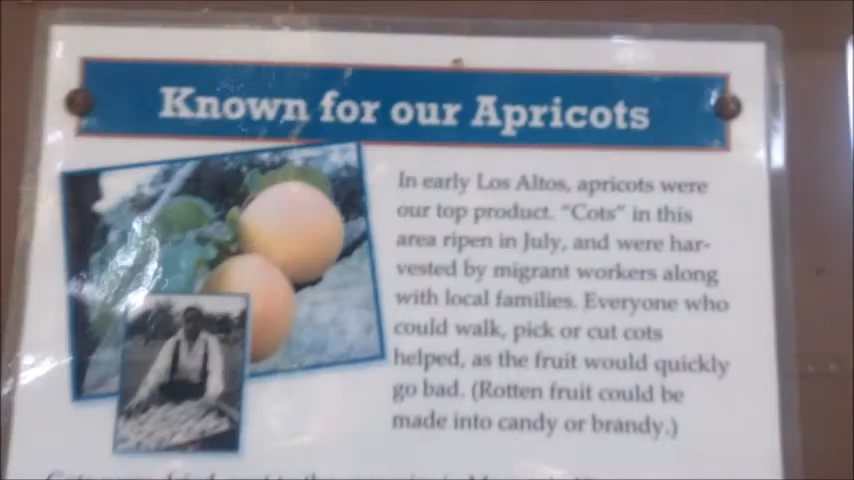 Known for our Apricots
In early Los Altos, apricots were
our top product. “Cots” in this
area ripen in July, and were har-
vested by migrant workers along
with local families. Everyone who
could walk, pick or cut cots
helped, as the fruit would quickly
go bad. (Rotten fruit could be
made into candy or brandy.)